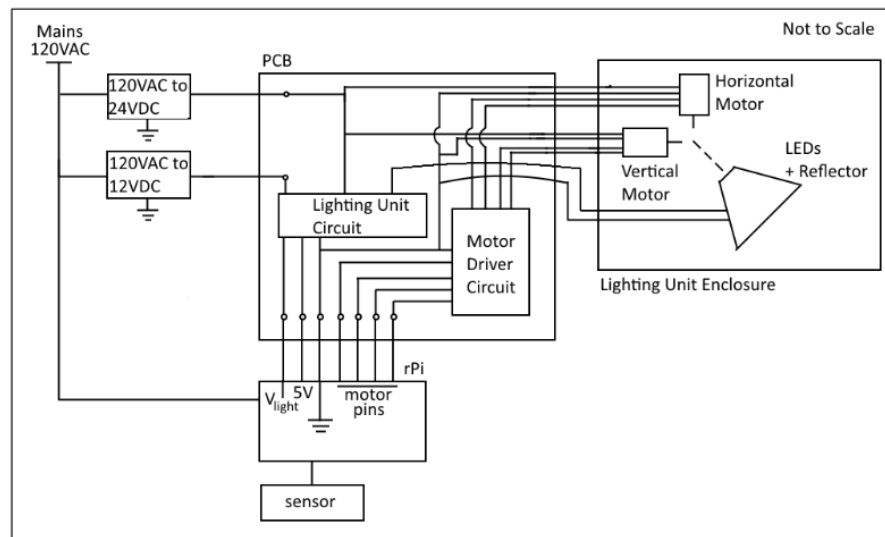 Not to Scale
Mains
120VAC
PCB
120VAC to
24VDC
Horizontal
Motor
LEDs
+ Reflector
120VAC to
12VDC
Vertical
Motor
Lighting Unit
Circuit
Motor
Driver
Circuit
Lighting Unit Enclosure
rPi
Vlight
5V
motor
pins
sensor